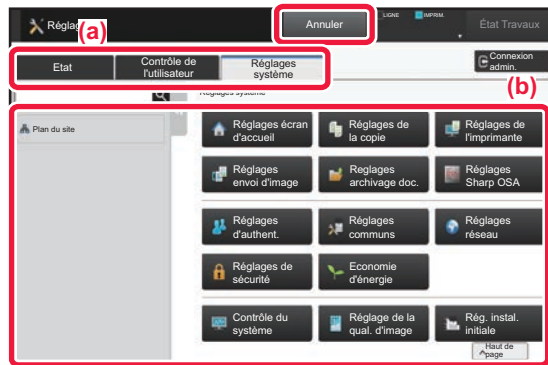 Réglag
(a)
Annuler
LIGNE
IMPRIM.
État Travaux
Etat
Contrôle de
l'utilisateur
Réglages
système
Connexion
admin.
(b)
Réglages système
Plan du site
Réglages écran
d'accueil
Réglages de
la copie
Réglages de
l'imprimante
Réglages
envoi d'image
Reglages
archivage doc.
Réglages
Sharp OSA
Réglages
d'authent.
Réglages
communs
Réglages
réseau
Réglages de
sécurité
Economie
d'énergie
Contrôle du
système
Réglage de la
qual. d'image
Rég. instal.
initiale
Haut de
page